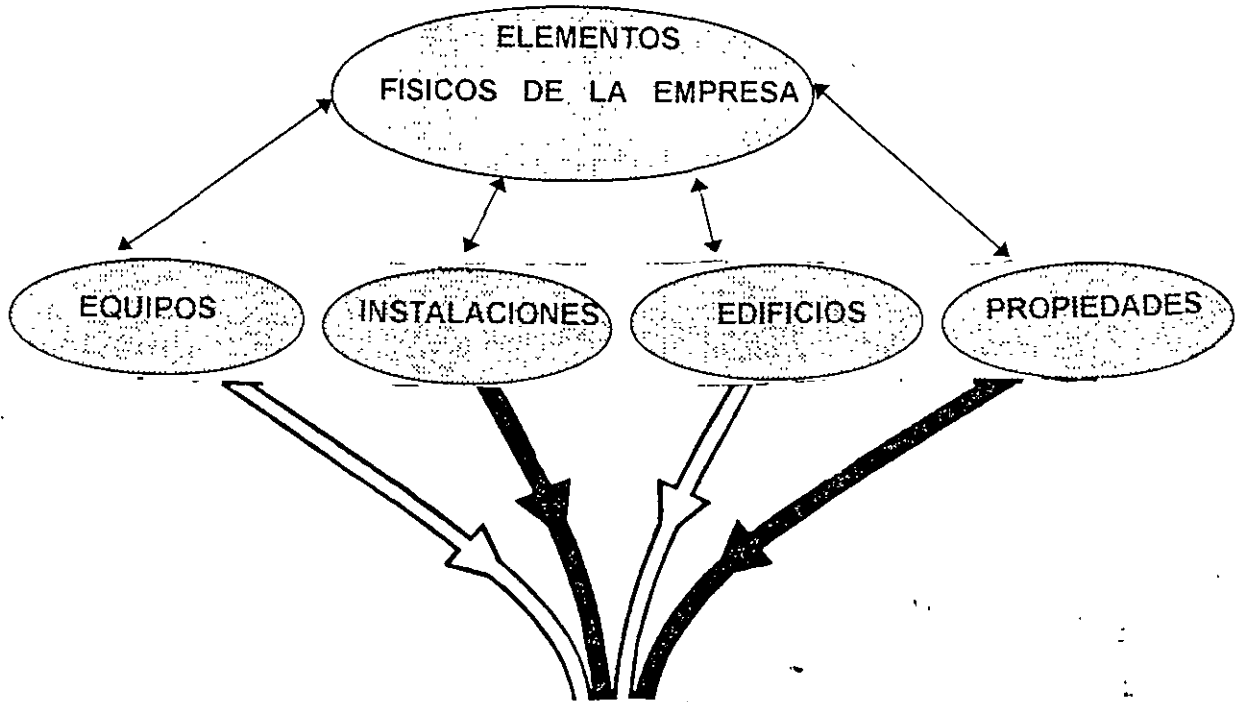 ELEMENTOS
FISICOS DE LA EMPRESA
EQUIPOS
INSTALACIONES
EDIFICIOS
PROPIEDADES